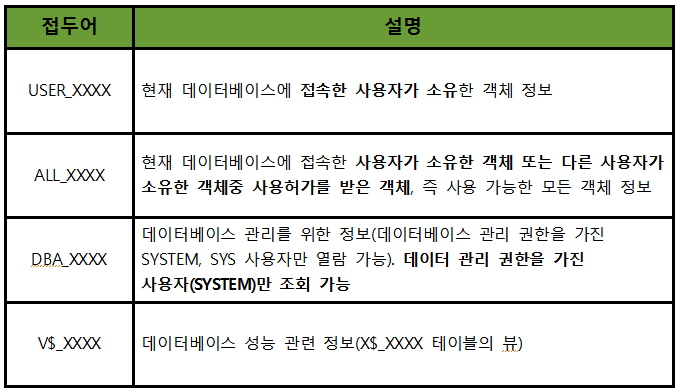 접두어 설명
USER_XXXX 현재 데이터베이스에 접속한 사용자가 소유한 객체 정보
ALL_XXXX 현재 데이터베이스에 접속한 사용자가 소유한 객체 또는 다른 사용자가
소유한 객체중 사용허가를 받은 객체, 즉 사용 가능한 모든 객체 정보
DBA_XXXX 데이터베이스 관리를 위한 정보(데이터베이스 관리 권한을 가진
SYSTEM, SYS 사용자만 열람 가능). 데이터 관리 권한을 가진
사용자(SYSTEM)만 조회 가능
V$_XXXX 데이터베이스 성능 관련 정보(X$_XXXX 테이블의 뷰)